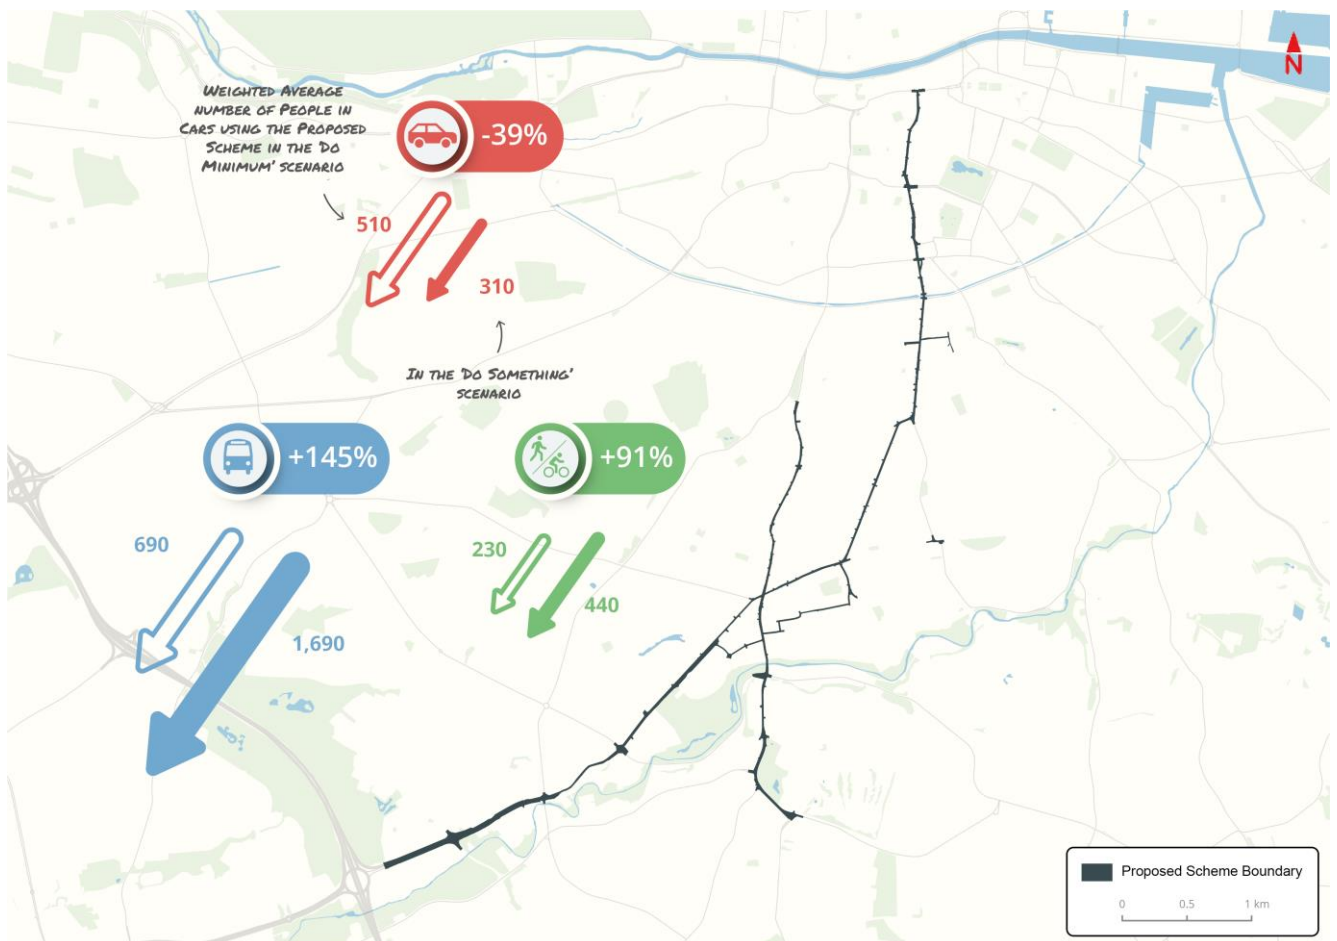 WEIGHTED AVERAGE
NUMBER OF PEOPLE IN
CARS USING THE PROPOSED
SCHEME IN THE 'DO
MINIMUM' SCENARIO
-39%
N
510
310
IN THE 'DO SOMETHING'
SCENARIO
+145%
+91%
690
1,690
230
440
Proposed Scheme Boundary
0 0.5 1 km